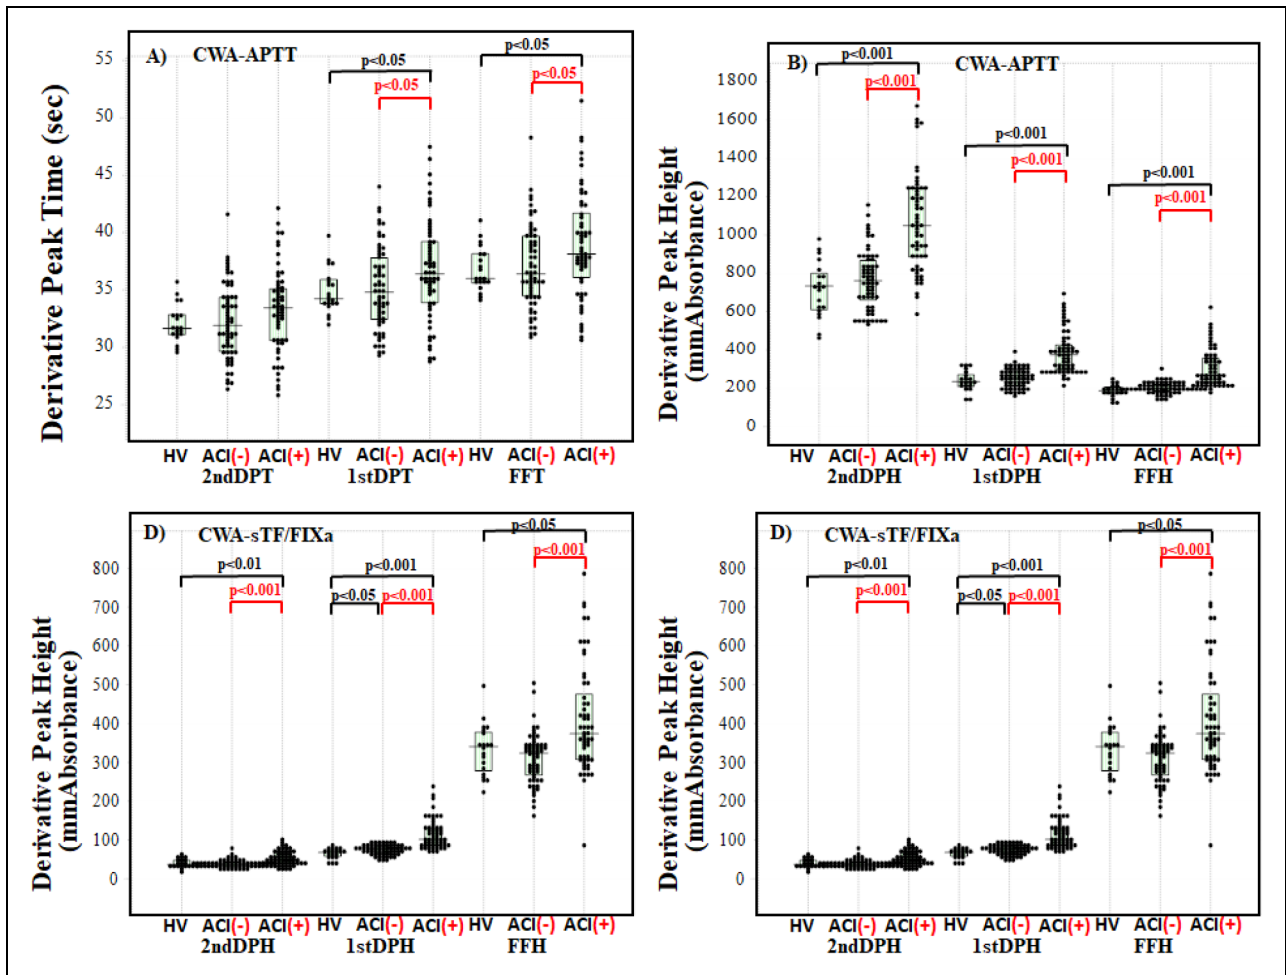 A) CWA-APTT
p<0.05
p<0.05
p<0.05
p<0.05
Derivative Peak Time (sec)
55
50
45
40
35
30
25
HV ACI(-) ACI(+) HV ACI(-) ACI(+) HV ACI(-) ACI(+)
2ndDPT 1stDPT FFT
B) CWA-APTT
p<0.001
p<0.001
p<0.001
p<0.001
p<0.001
p<0.001
Derivative Peak Height
(mmAbsorbance)
1800
1600
1400
1200
1000
800
600
400
200
0
HV ACI(-) ACI(+) HV ACI(-) ACI(+) HV ACI(-) ACI(+)
2ndDPH 1stDPH FFH
D) CWA-sTF/FIXa
p<0.05
p<0.001
p<0.01
p<0.001
p<0.001
p<0.05
p<0.001
Derivative Peak Height
(mmAbsorbance)
800
700
600
500
400
300
200
100
0
HV ACI(-) ACI(+) HV ACI(-) ACI(+) HV ACI(-) ACI(+)
2ndDPH 1stDPH FFH
D) CWA-sTF/FIXa
p<0.05
p<0.001
p<0.01
p<0.001
p<0.001
p<0.05
p<0.001
Derivative Peak Height
(mmAbsorbance)
800
700
600
500
400
300
200
100
0
HV ACI(-) ACI(+) HV ACI(-) ACI(+) HV ACI(-) ACI(+)
2ndDPH 1stDPH FFH